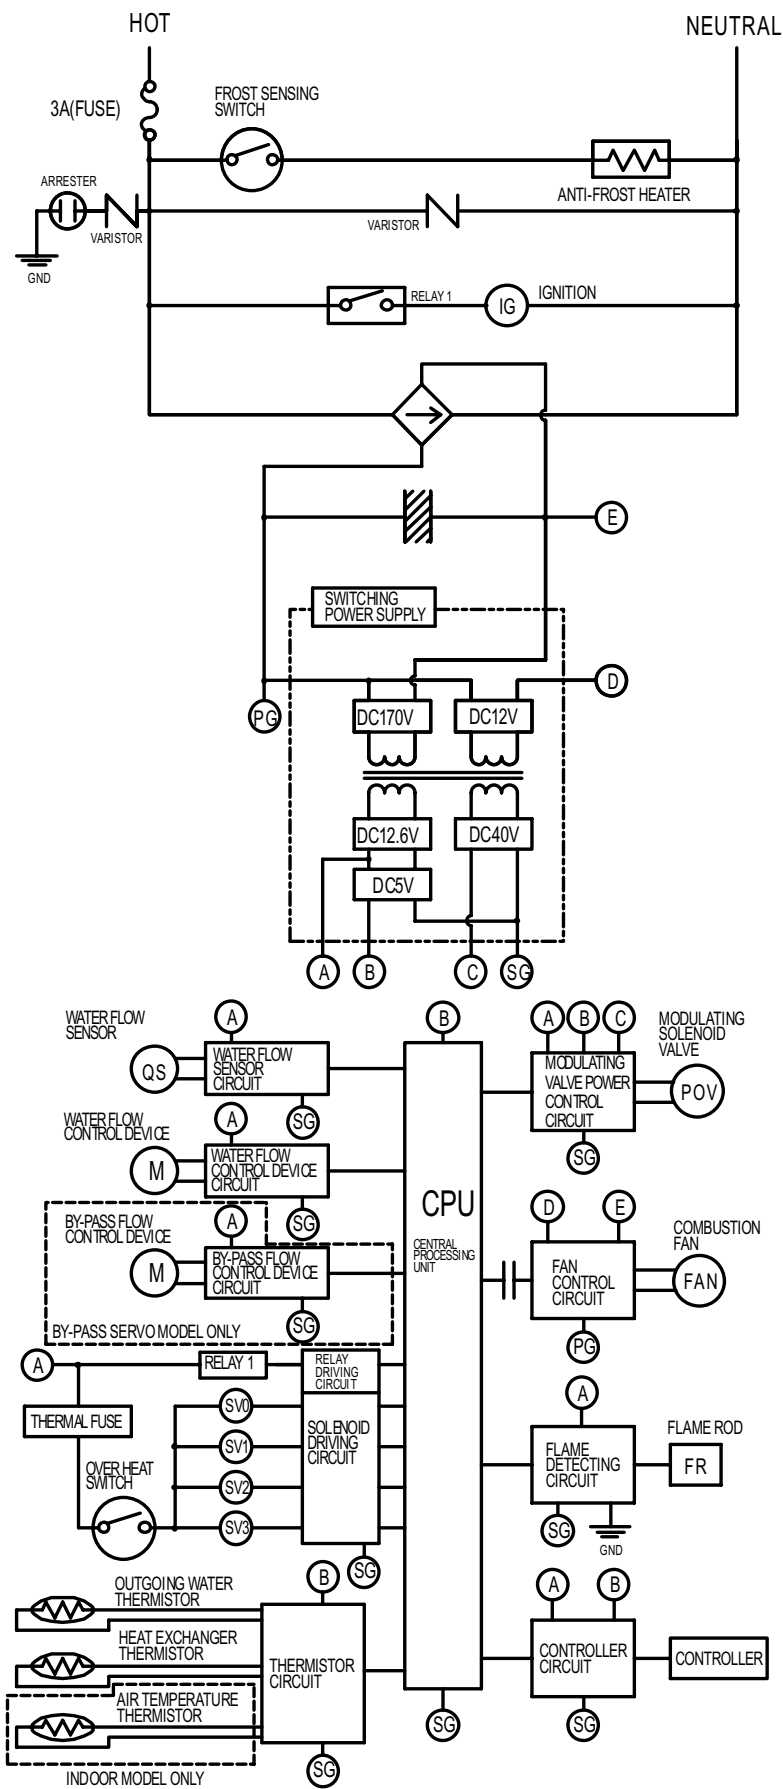 HOT
NEUTRAL
3A(FUSE)
FROST SENSING
SWITCH
ARRESTER
VARISTOR
GND
ANTI-FROST HEATER
VARISTOR
RELAY 1
IG
IGNITION
E
SWITCHING
POWER SUPPLY
D
PG
DC170V
DC12V
DC12.6V
DC40V
DC5V
A
B
C
SG
WATER FLOW
SENSOR
QS
A
WATER FLOW
SENSOR
CIRCUIT
SG
WATER FLOW
CONTROL DEVICE
M
A
WATER FLOW
CONTROL DEVICE
CIRCUIT
SG
BY-PASS FLOW
CONTROL DEVICE
M
A
BY-PASS FLOW
CONTROL DEVICE
CIRCUIT
SG
BY-PASS SERVO MODEL ONLY
A
RELAY 1
RELAY
DRIVING
CIRCUIT
THERMAL FUSE
OVER HEAT
SWITCH
SV0
SV1
SV2
SV3
SOLENOID
DRIVING
CIRCUIT
SG
OUTGOING WATER
THERMISTOR
HEAT EXCHANGER
THERMISTOR
AIR TEMPERATURE
THERMISTOR
INDOOR MODEL ONLY
B
THERMISTOR
CIRCUIT
SG
B
CPU
CENTRAL
PROCESSING
UNIT
SG
A
B
C
MODULATING
VALVE POWER
CONTROL
CIRCUIT
SG
MODULATING
SOLENOID
VALVE
POV
D
E
FAN
CONTROL
CIRCUIT
PG
COMBUSTION
FAN
FAN
A
FLAME
DETECTING
CIRCUIT
SG
GND
FLAME ROD
FR
A
B
CONTROLLER
CIRCUIT
SG
CONTROLLER